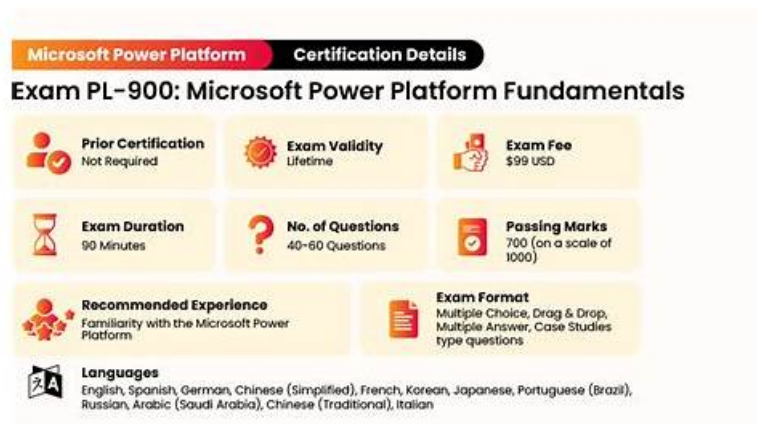 Microsoft Power Platform Certification Details
Exam PL-900: Microsoft Power Platform Fundamentals
Prior Certification
Not Required
Exam Validity
Lifetime
Exam Fee
$99 USD
Exam Duration
90 Minutes
No. of Questions
40-60 Questions
Passing Marks
700 (on a scale of
1000)
Recommended Experience
Familiarity with the Microsoft Power
Platform
Exam Format
Multiple Choice, Drag & Drop,
Multiple Answer, Case Studies
type questions
A
Languages
English, Spanish, German, Chinese (Simplified), French, Korean, Japanese, Portuguese (Brazil),
Russian, Arabic (Saudi Arabia), Chinese (Traditional), Italian